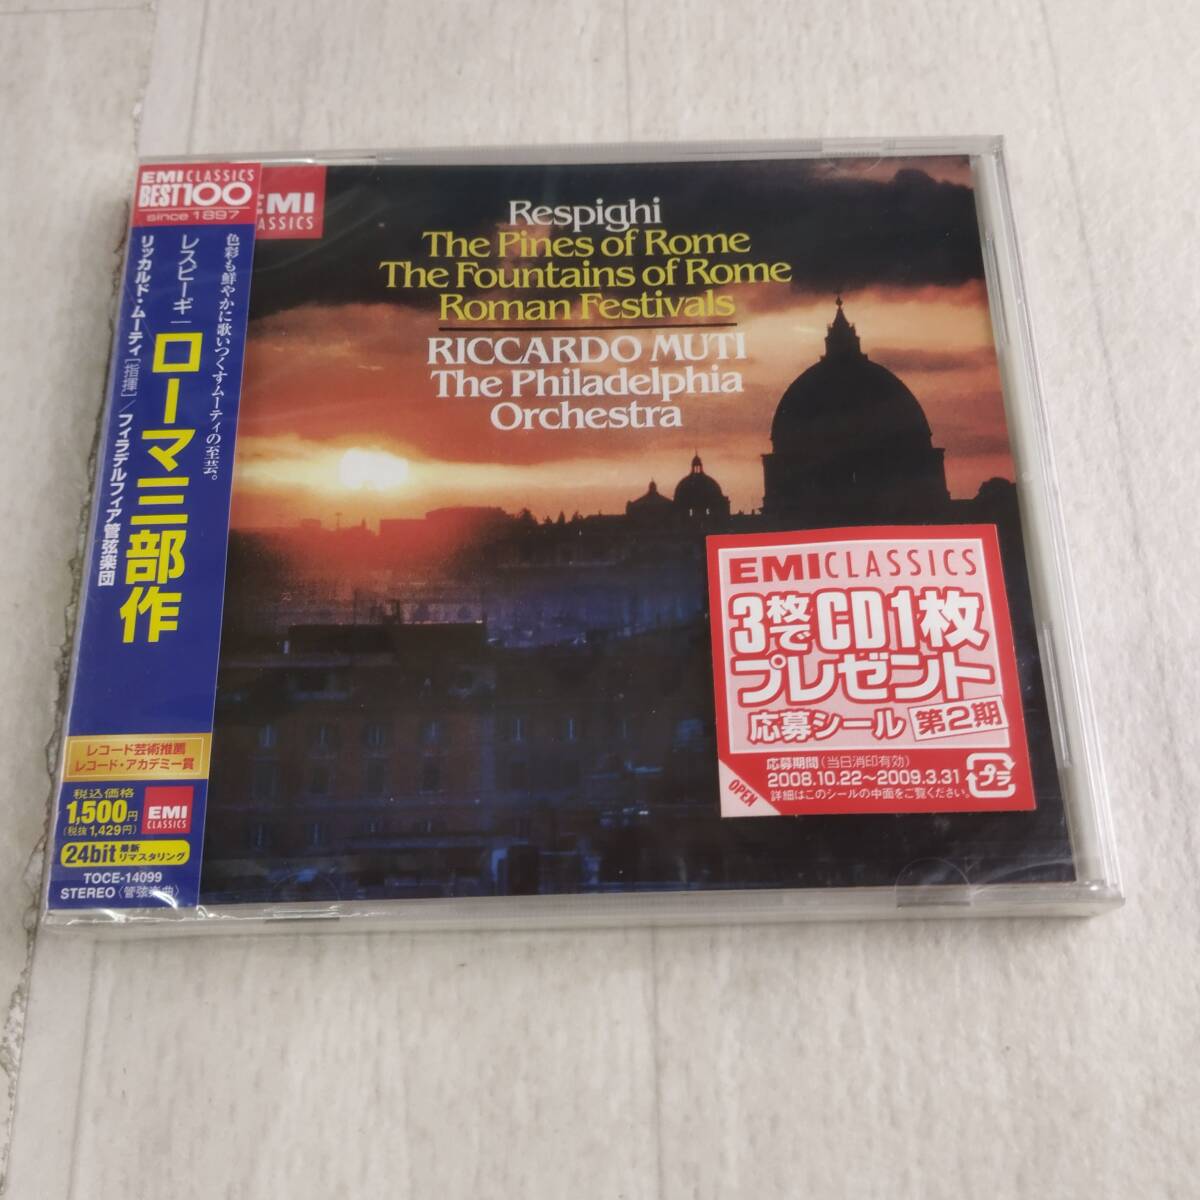 EMI CLASSICS
BEST100
since 1897
色彩も鮮やかに歌いつくすムーティの至芸。
レスピーギ
ローマ三部作
リッカルド・ムーティ[指揮]/フィラデルフィア管弦楽団
レコード芸術推薦
レコード・アカデミー賞
税込価格
1,500円
(税抜1,429円)
EMI
CLASSICS
24bit 最新リマスタリング
TOCE-14099
STEREO〈管弦楽曲〉
EMI
ASSICS
Respighi
The Pines of Rome
The Fountains of Rome
Roman Festivals
RICCARDO MUTI
The Philadelphia
Orchestra
EMI CLASSICS
3枚でCD1枚
プレゼント
応募シール 第2期
応募期間(当日消印有効)
2008.10.22～2009.3.31
詳細はこのシールの中面をご覧ください。
プラ
OPEN